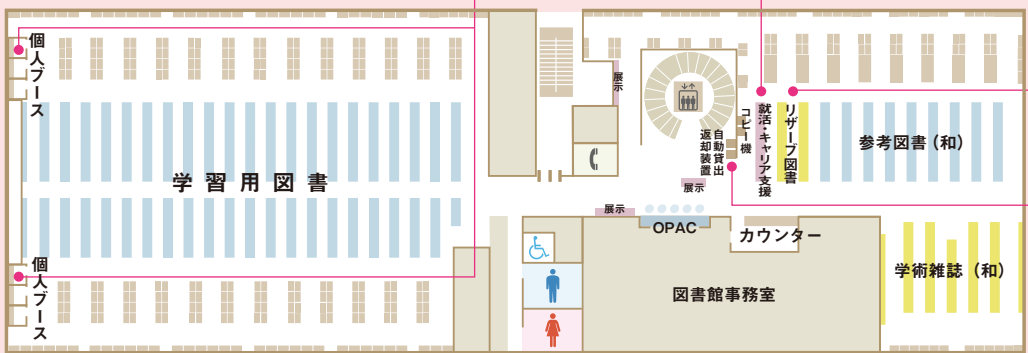 個人ブース
学習用図書
個人ブース
展示
自動貸出
返却装置
コピー機
就活・キャリア支援
リザーブ図書
参考図書（和）
展示
展示
OPAC
カウンター
図書館事務室
学術雑誌（和）